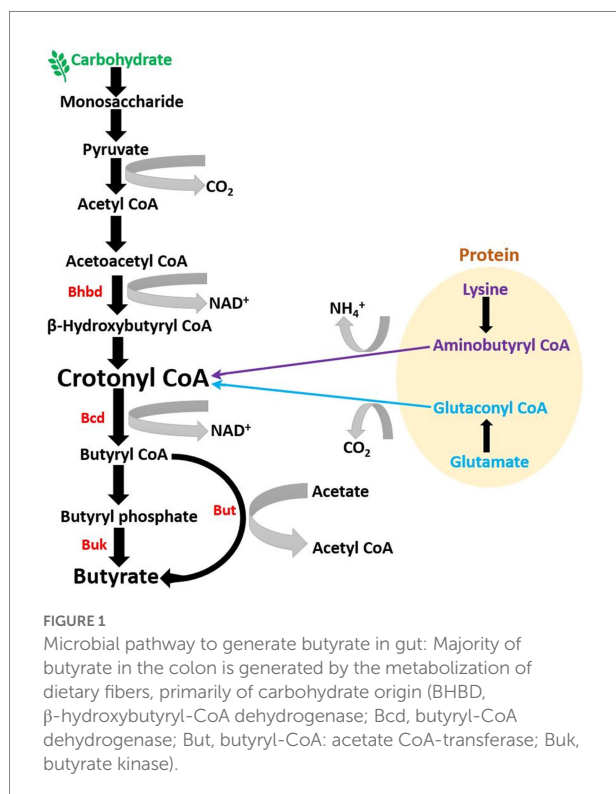 Carbohydrate
Monosaccharide
Pyruvate
CO₂
Acetyl CoA
Acetoacetyl CoA
Bhbd
NAD⁺
β-Hydroxybutyryl CoA
Crotonyl CoA
Bcd
NAD⁺
Butyryl CoA
Butyryl phosphate
But
Acetate
Acetyl CoA
Buk
Butyrate
Protein
Lysine
NH₄⁺
Aminobutyryl CoA
Glutaconyl CoA
CO₂
Glutamate
FIGURE 1
Microbial pathway to generate butyrate in gut: Majority of
butyrate in the colon is generated by the metabolization of
dietary fibers, primarily of carbohydrate origin (BHBD,
β-hydroxybutyryl-CoA dehydrogenase; Bcd, butyryl-CoA
dehydrogenase; But, butyryl-CoA: acetate CoA-transferase; Buk,
butyrate kinase).